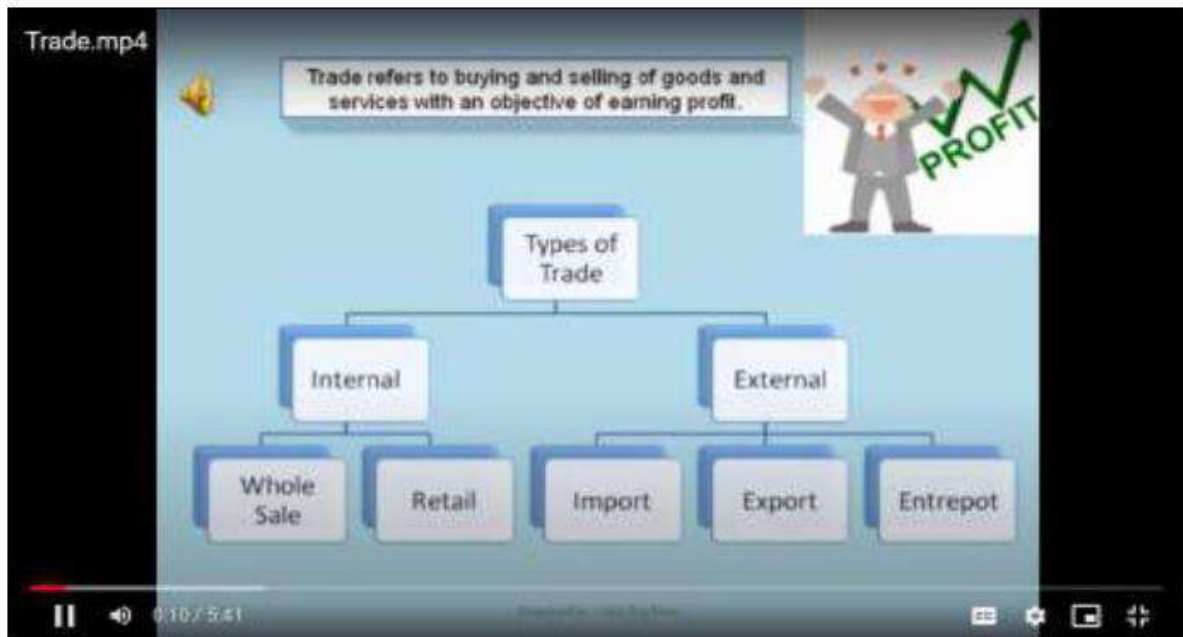 Trade.mp4
Trade refers to buying and selling of goods and
services with an objective of earning profit.
PROFIT
Types of
Trade
Internal
External
Whole
Sale
Retail
Import
Export
Entrepot
0:10 / 5:41